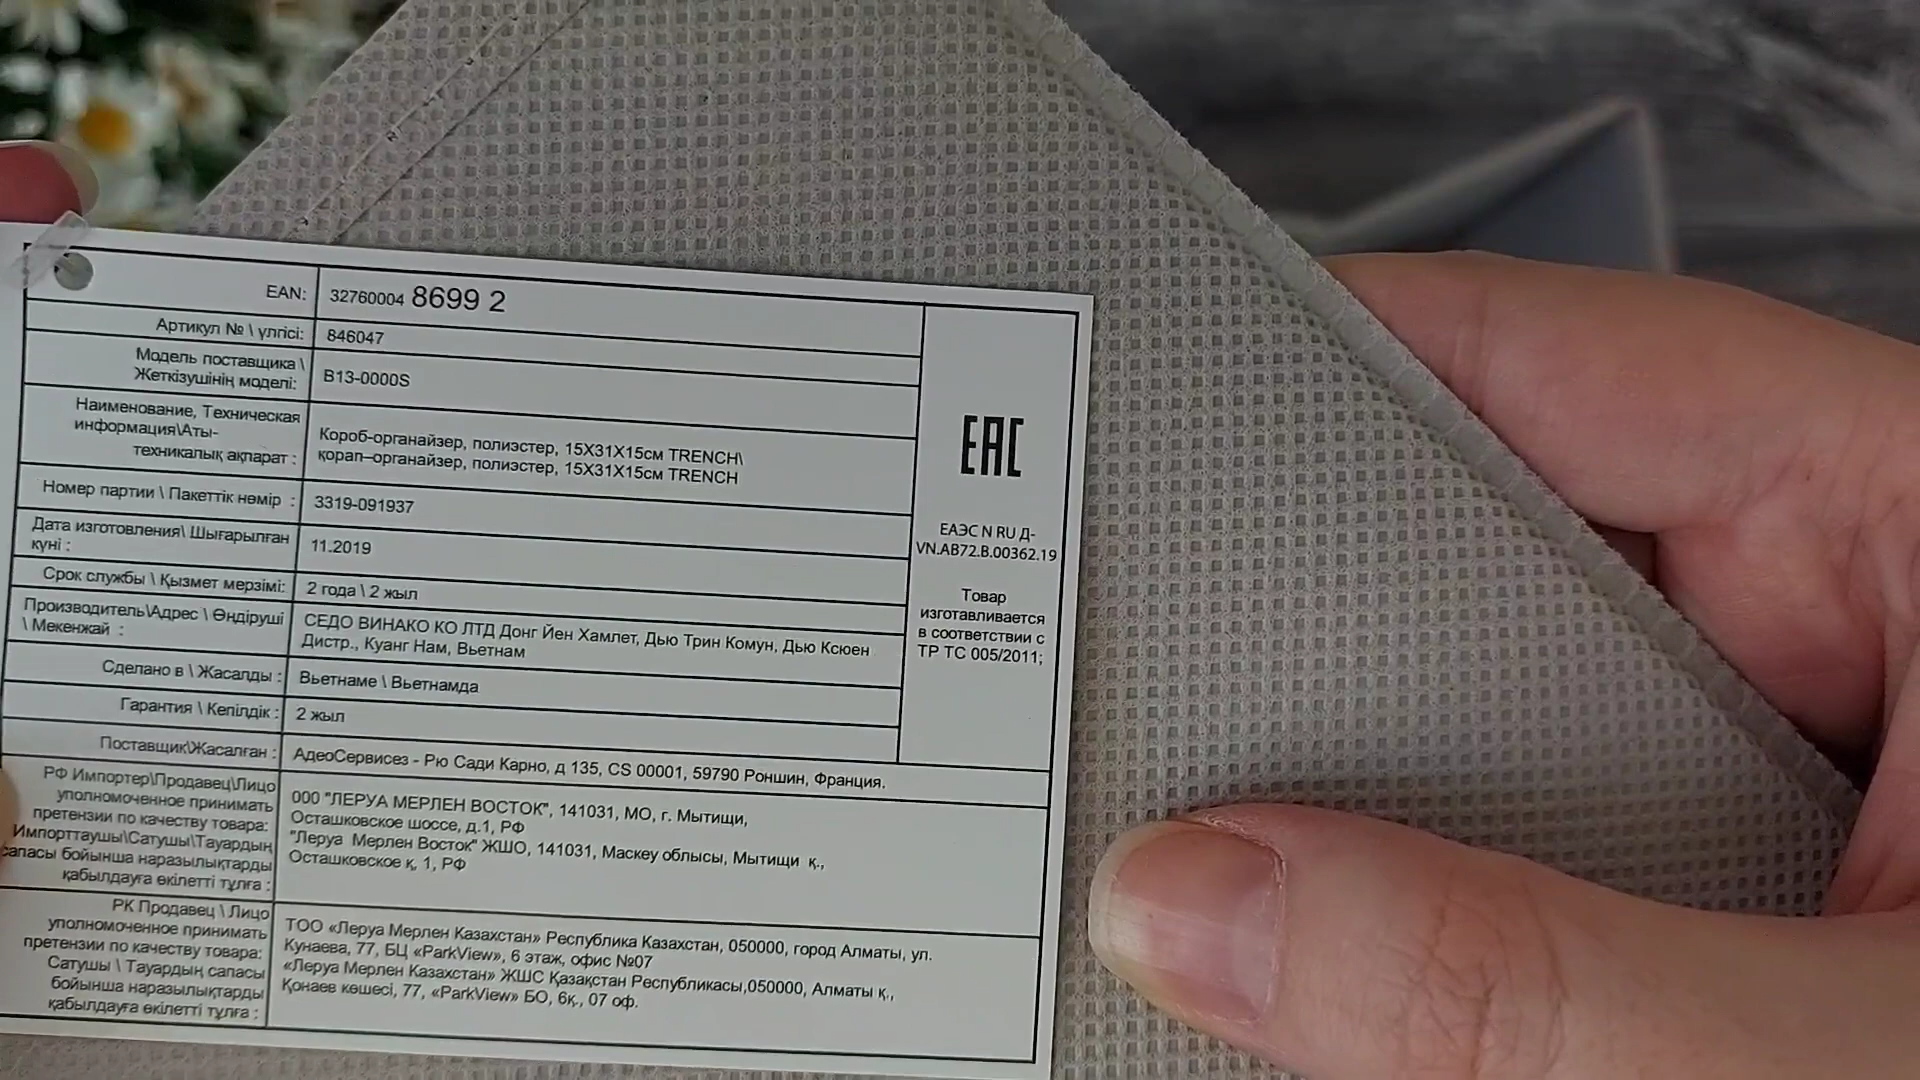 EAN: 32760004 8699 2
Артикул № \ үлгісі: 846047
Модель поставщика \
Жеткізушінің моделі: B13-0000S
Наименование, Техническая
информация\Аты-
техникалық ақпарат :
Короб-органайзер, полиэстер, 15X31X15см TRENCH\
қорап–органайзер, полиэстер, 15X31X15см TRENCH
Номер партии \ Пакеттік нөмір : 3319-091937
Дата изготовления\ Шығарылған
күні : 11.2019
Срок службы \ Қызмет мерзімі: 2 года \ 2 жыл
Производитель\Адрес \ Өндіруші
\ Мекенжай :
СЕДО ВИНАКО КО ЛТД Донг Йен Хамлет, Дью Трин Комун, Дью Ксюен
Дистр., Куанг Нам, Вьетнам
Сделано в \ Жасалды : Вьетнаме \ Вьетнамда
Гарантия \ Кепілдік : 2 жыл
EAC
ЕАЭС N RU Д-
VN.АВ72.В.00362.19
Товар
изготавливается
в соответствии с
ТР ТС 005/2011;
Поставщик\Жасалған : АдеоСервисез - Рю Сади Карно, д 135, CS 00001, 59790 Роншин, Франция.
РФ Импортер\Продавец\Лицо
уполномоченное принимать
претензии по качеству товара:
Импорттаушы\Сатушы\Тауардың
сапасы бойынша наразылықтарды
қабылдауға өкілетті тұлға :
ООО "ЛЕРУА МЕРЛЕН ВОСТОК", 141031, МО, г. Мытищи,
Осташковское шоссе, д.1, РФ
"Леруа Мерлен Восток" ЖШО, 141031, Маскеу облысы, Мытищи қ.,
Осташковское қ, 1, РФ
РК Продавец \ Лицо
уполномоченное принимать
претензии по качеству товара:
Сатушы \ Тауардың сапасы
бойынша наразылықтарды
қабылдауға өкілетті тұлға :
ТОО «Леруа Мерлен Казахстан» Республика Казахстан, 050000, город Алматы, ул.
Кунаева, 77, БЦ «ParkView», 6 этаж, офис №07
«Леруа Мерлен Казахстан» ЖШС Қазақстан Республикасы,050000, Алматы қ.,
Қонаев көшесі, 77, «ParkView» БО, 6қ., 07 оф.